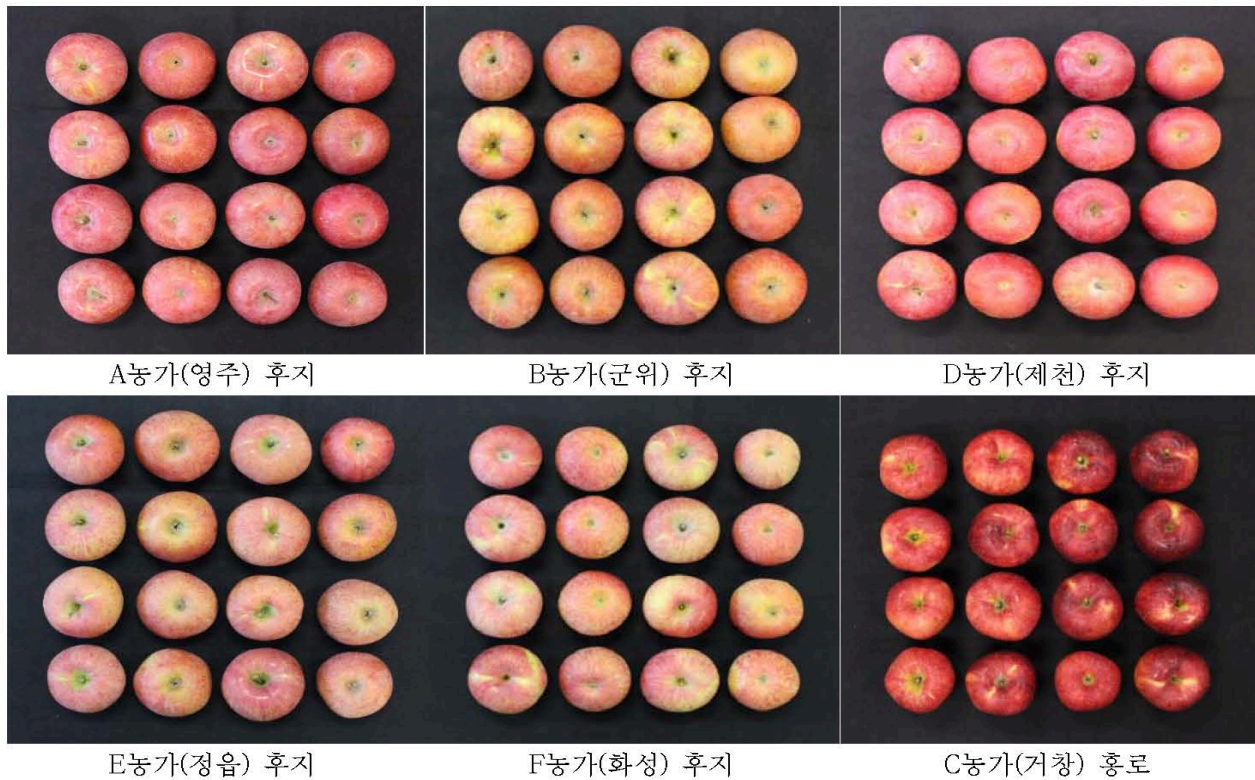 A농가(영주) 후지
B농가(군위) 후지
D농가(제천) 후지
E농가(정읍) 후지
F농가(화성) 후지
C농가(거창) 홍로